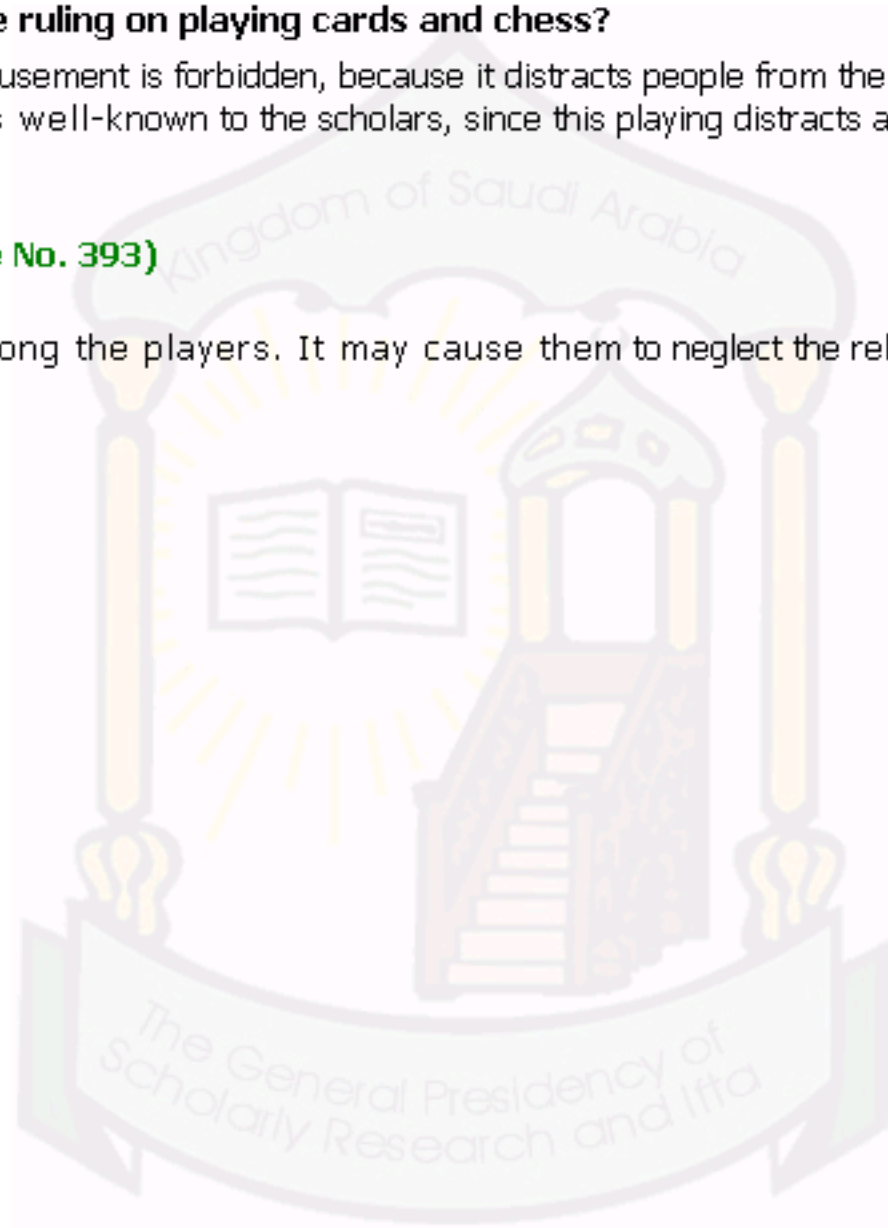 e ruling on playing cards and chess?
usement is forbidden, because it distracts people from the
s well-known to the scholars, since this playing distracts a
e No. 393)
ong the players. It may cause them to neglect the rel
Kingdom of Saudi Arabia
The General Presidency of
Scholarly Research and Ifta